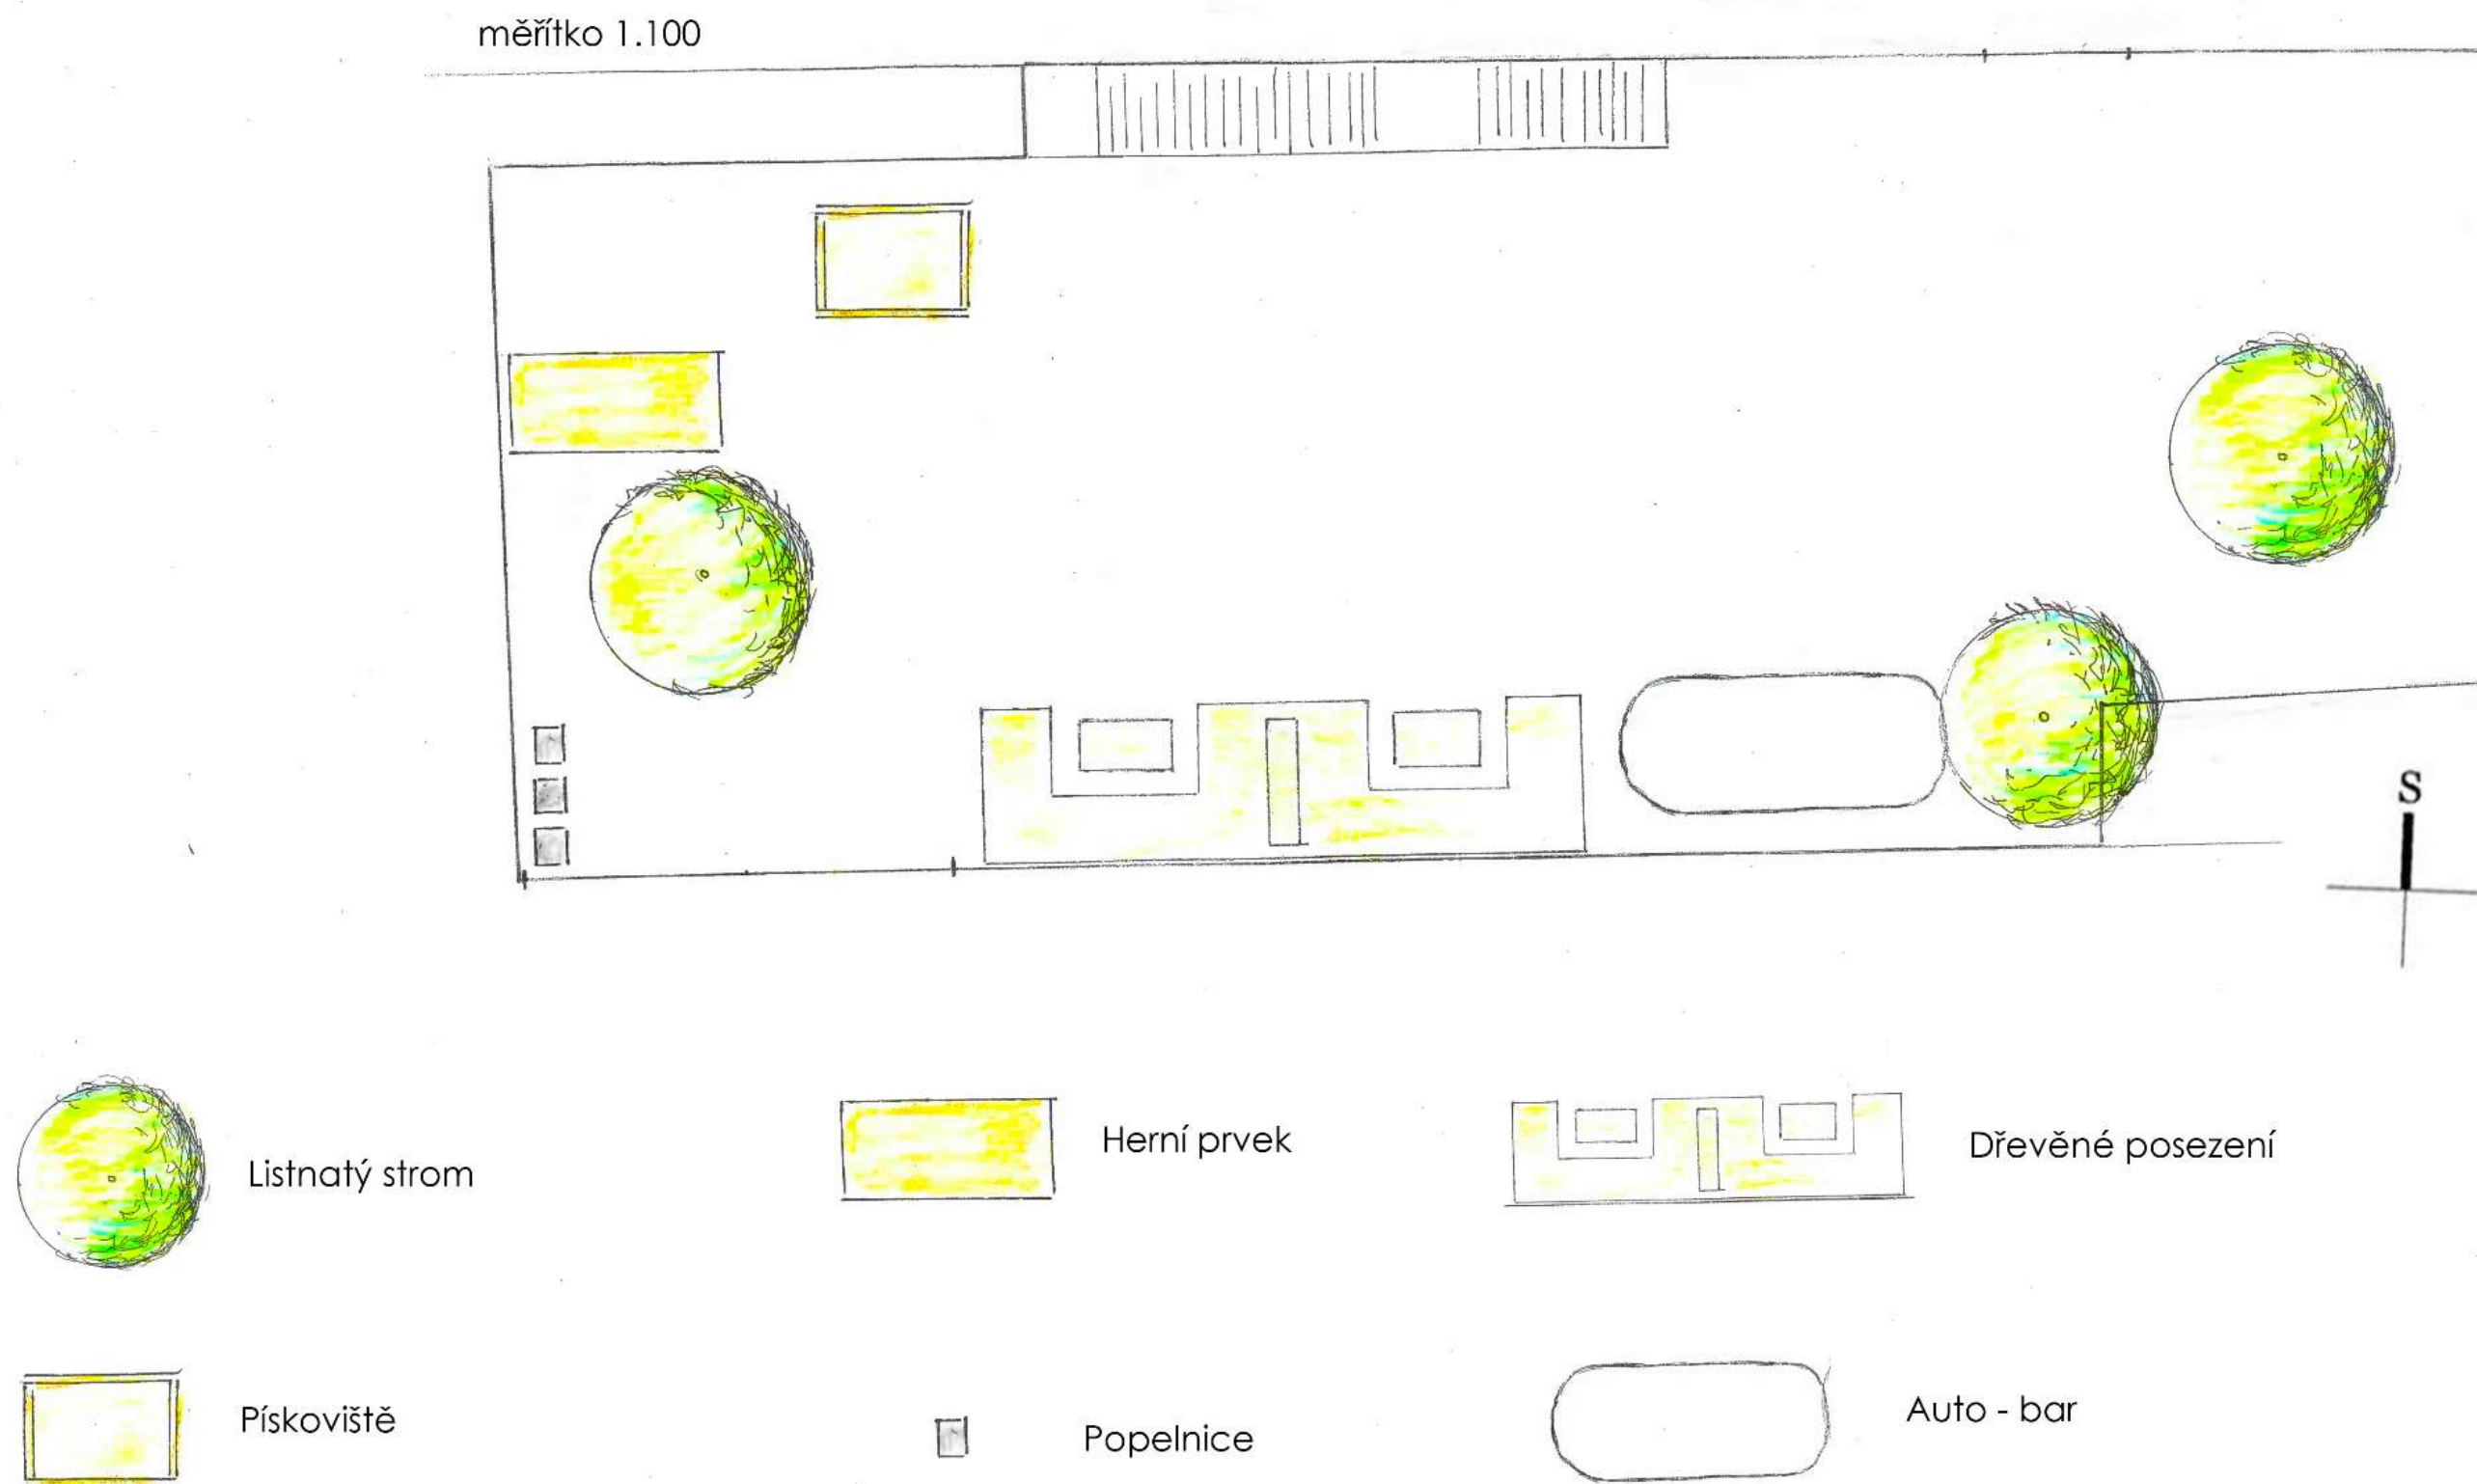 měřítko 1.100
S
Listnatý strom
Herní prvek
Dřevěné posezení
Pískoviště
Popelnice
Auto - bar